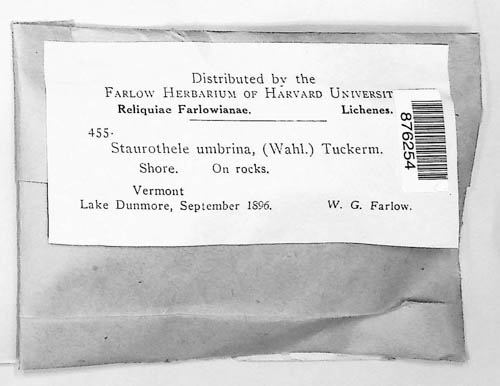 Distributed by the
FARLOW HERBARIUM OF HARVARD UNIVERSIT
Reliquiae Farlowianae. Lichenes.
876254
455.
Staurothele umbrina, (Wahl.) Tuckerm.
Shore. On rocks.
Vermont
Lake Dunmore, September 1896. W. G. Farlow.